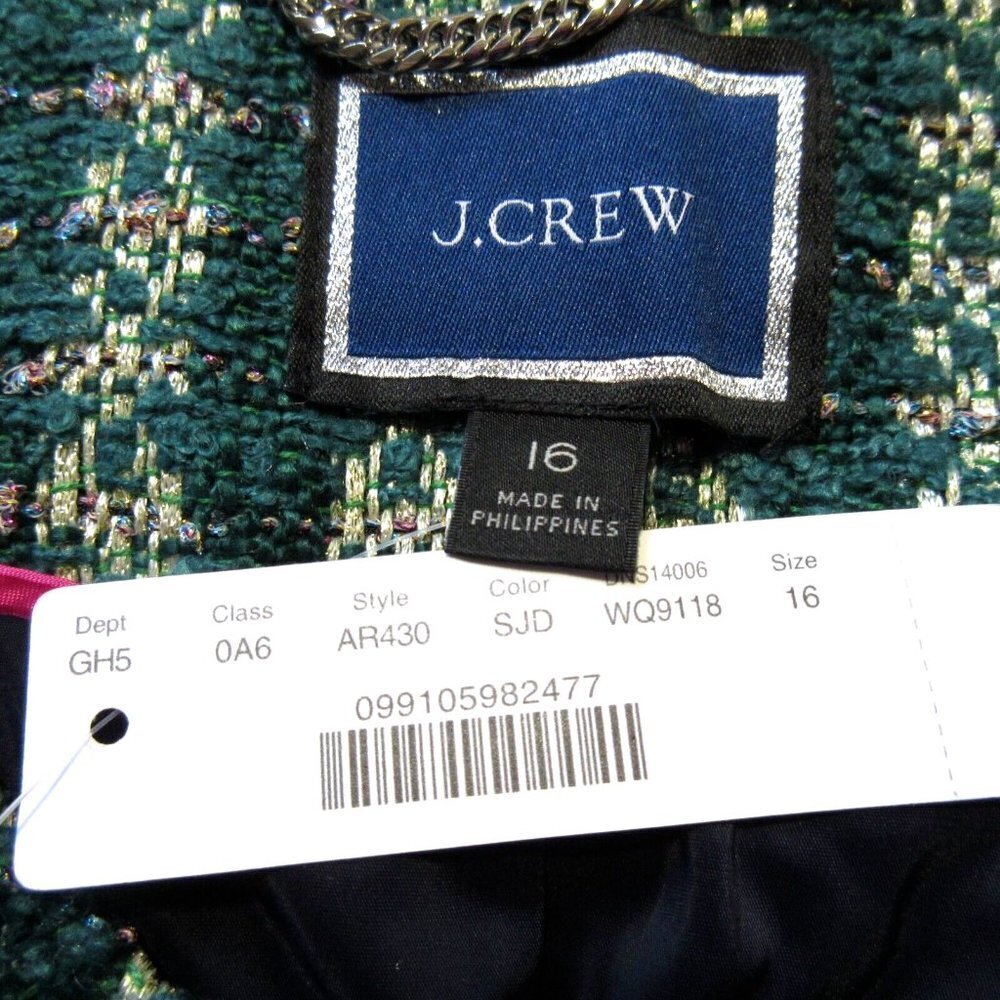 J.CREW
16
MADE IN
PHILIPPINES
Dept Class Style Color DNS14006 Size
GH5 0A6 AR430 SJD WQ9118 16
099105982477